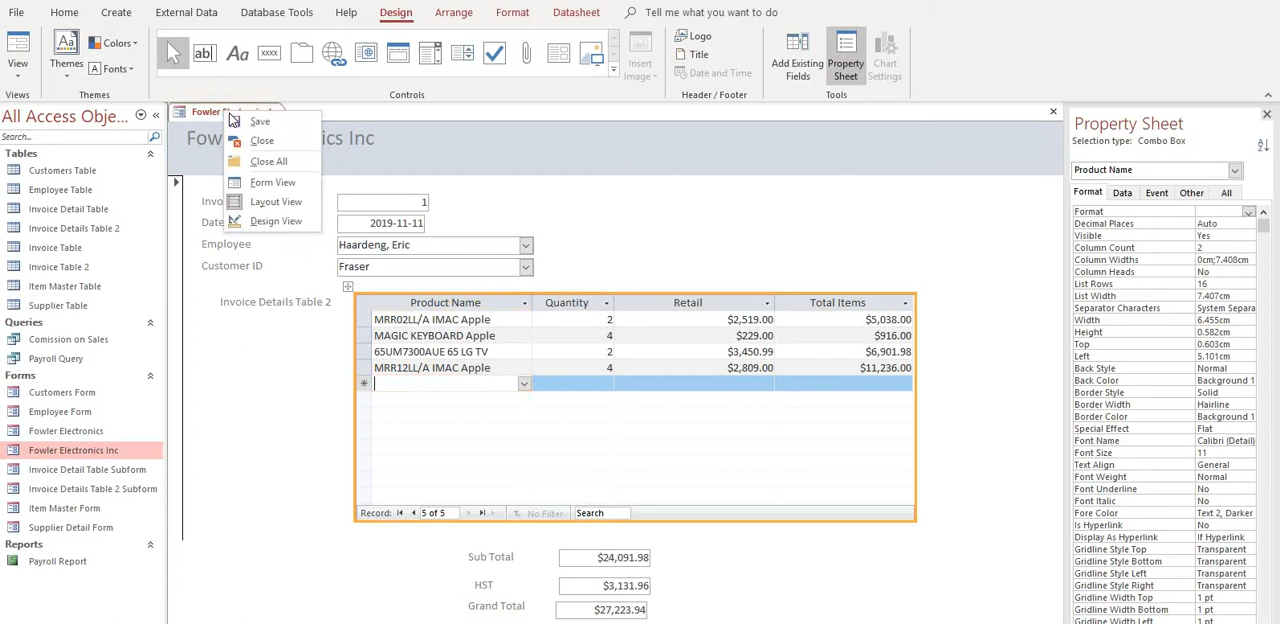 File Home Create External Data Database Tools Help Design Arrange Format Datasheet Tell me what you want to do
View
Views
Aa
Themes
Colors
A Fonts
Themes
ab
Aa
xxxx
Controls
Insert
Image
Logo
Title
Date and Time
Header / Footer
Add Existing
Fields
Property
Sheet
Chart
Settings
Tools
All Access Obje...
Search...
Tables
Customers Table
Employee Table
Invoice Detail Table
Invoice Details Table 2
Invoice Table
Invoice Table 2
Item Master Table
Supplier Table
Queries
Comission on Sales
Payroll Query
Forms
Customers Form
Employee Form
Fowler Electronics
Fowler Electronics Inc
Invoice Detail Table Subform
Invoice Details Table 2 Subform
Item Master Form
Supplier Detail Form
Reports
Payroll Report
Save
Close
Close All
Form View
Layout View
Design View
1
2019-11-11
Employee Haardeng, Eric
Customer ID Fraser
Invoice Details Table 2
Product Name Quantity Retail Total Items
MRR02LL/A IMAC Apple 2 $2,519.00 $5,038.00
MAGIC KEYBOARD Apple 4 $229.00 $916.00
65UM7300AUE 65 LG TV 2 $3,450.99 $6,901.98
MRR12LL/A IMAC Apple 4 $2,809.00 $11,236.00
Record: 5 of 5 No Filter Search
Sub Total $24,091.98
HST $3,131.96
Grand Total $27,223.94
Property Sheet
Selection type: Combo Box
Product Name
Format Data Event Other All
Format
Decimal Places Auto
Visible Yes
Column Count 2
Column Widths 0cm;7.408cm
Column Heads No
List Rows 16
List Width 7.407cm
Separator Characters System Separa
Width 6.455cm
Height 0.582cm
Top 0.603cm
Left 5.101cm
Back Style Normal
Back Color Background 1
Border Style Solid
Border Width Hairline
Border Color Background 1
Special Effect Flat
Font Name Calibri (Detail)
Font Size 11
Text Align General
Font Weight Normal
Font Underline No
Font Italic No
Fore Color Text 2, Darker
Is Hyperlink No
Display As Hyperlink If Hyperlink
Gridline Style Top Transparent
Gridline Style Bottom Transparent
Gridline Style Left Transparent
Gridline Style Right Transparent
Gridline Width Top 1 pt
Gridline Width Bottom 1 pt
Gridline Width Left 1 pt